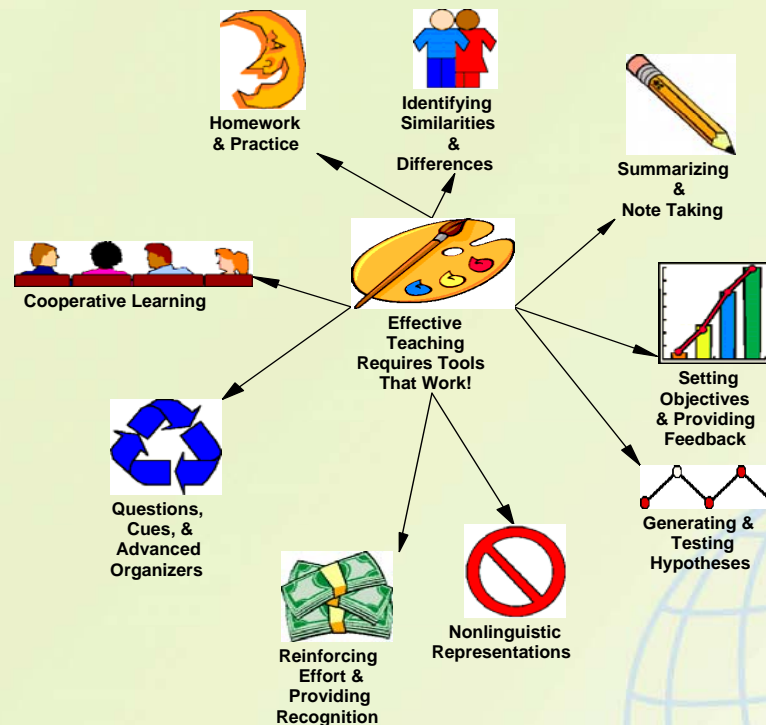 Homework
& Practice
Identifying
Similarities
&
Differences
Summarizing
&
Note Taking
Cooperative Learning
Effective
Teaching
Requires Tools
That Work!
Setting
Objectives
& Providing
Feedback
Questions,
Cues, &
Advanced
Organizers
Generating &
Testing
Hypotheses
Reinforcing
Effort &
Providing
Recognition
Nonlinguistic
Representations